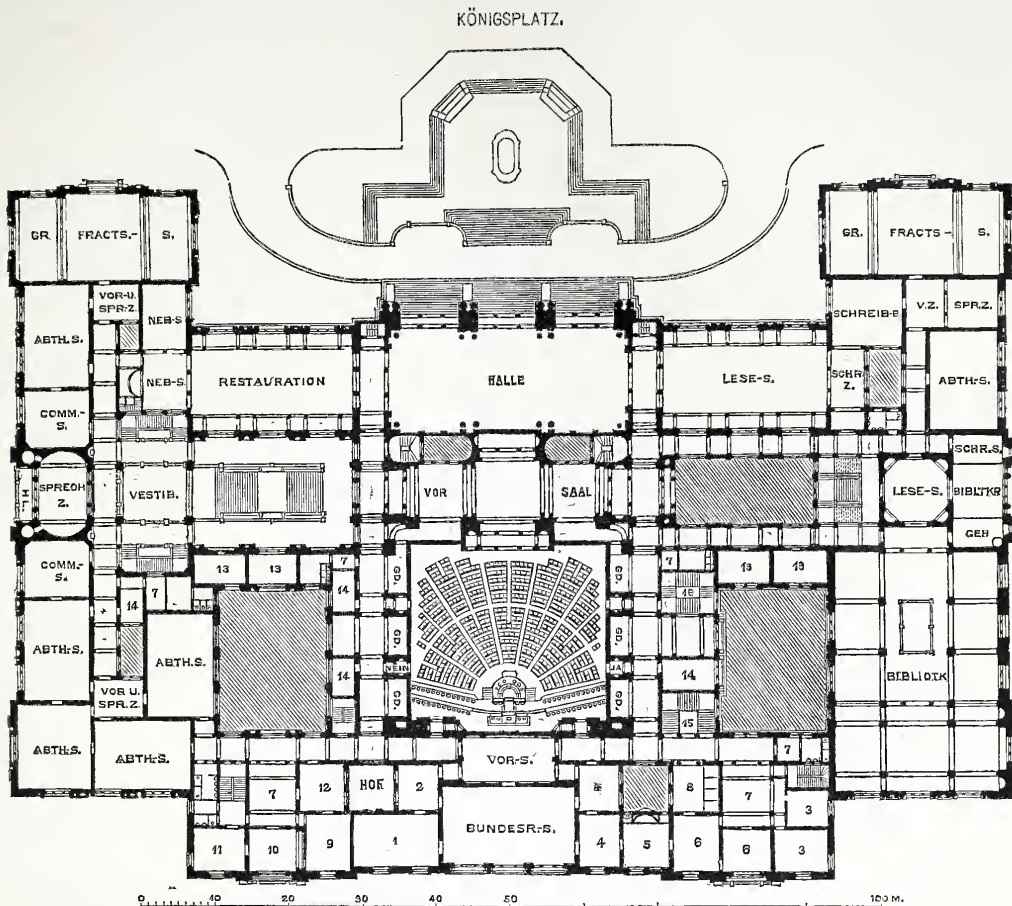 KÖNIGSPLATZ.
GR. FRACTS.- S.
GR. FRACTS- S.
VOR-U. SPR.-Z.
NEB-S
ABTH. S.
NEB-S.
RESTAURATION
HALLE
LESE-S.
V.Z. SPR.Z.
SCHR. Z.
ABTH.-S.
COMM.- S.
SCHR.-S.
SPRECH Z.
VESTIB.
VOR SAAL
LESE-S.
BIBLTKR
GEH
COMM.- S.
13 13 7 14
GD. GD.
7 16 13 13
14 7
ABTH.-S.
ABTH.S.
GD. GD.
NEIN JA
14 14
BIBLIOTK
VOR U. SPR.Z.
GD. GD.
15
ABTH.-S.
ABTH.-S.
VOR.-S.
7
7 12 HOF 2
8 7 3
11 10 9 1
BUNDESR.-S.
4 5 6 6 3
0 10 20 30 40 50 100 M.